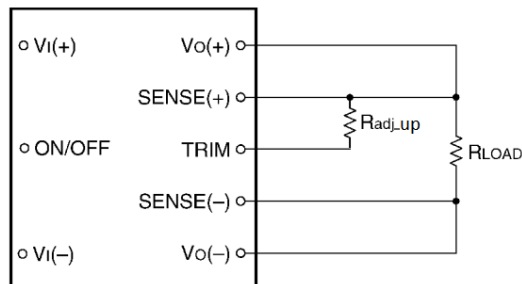 VI(+) VO(+)
SENSE(+)
Radj_up
ON/OFF TRIM
RLOAD
SENSE(–)
VI(–) VO(–)